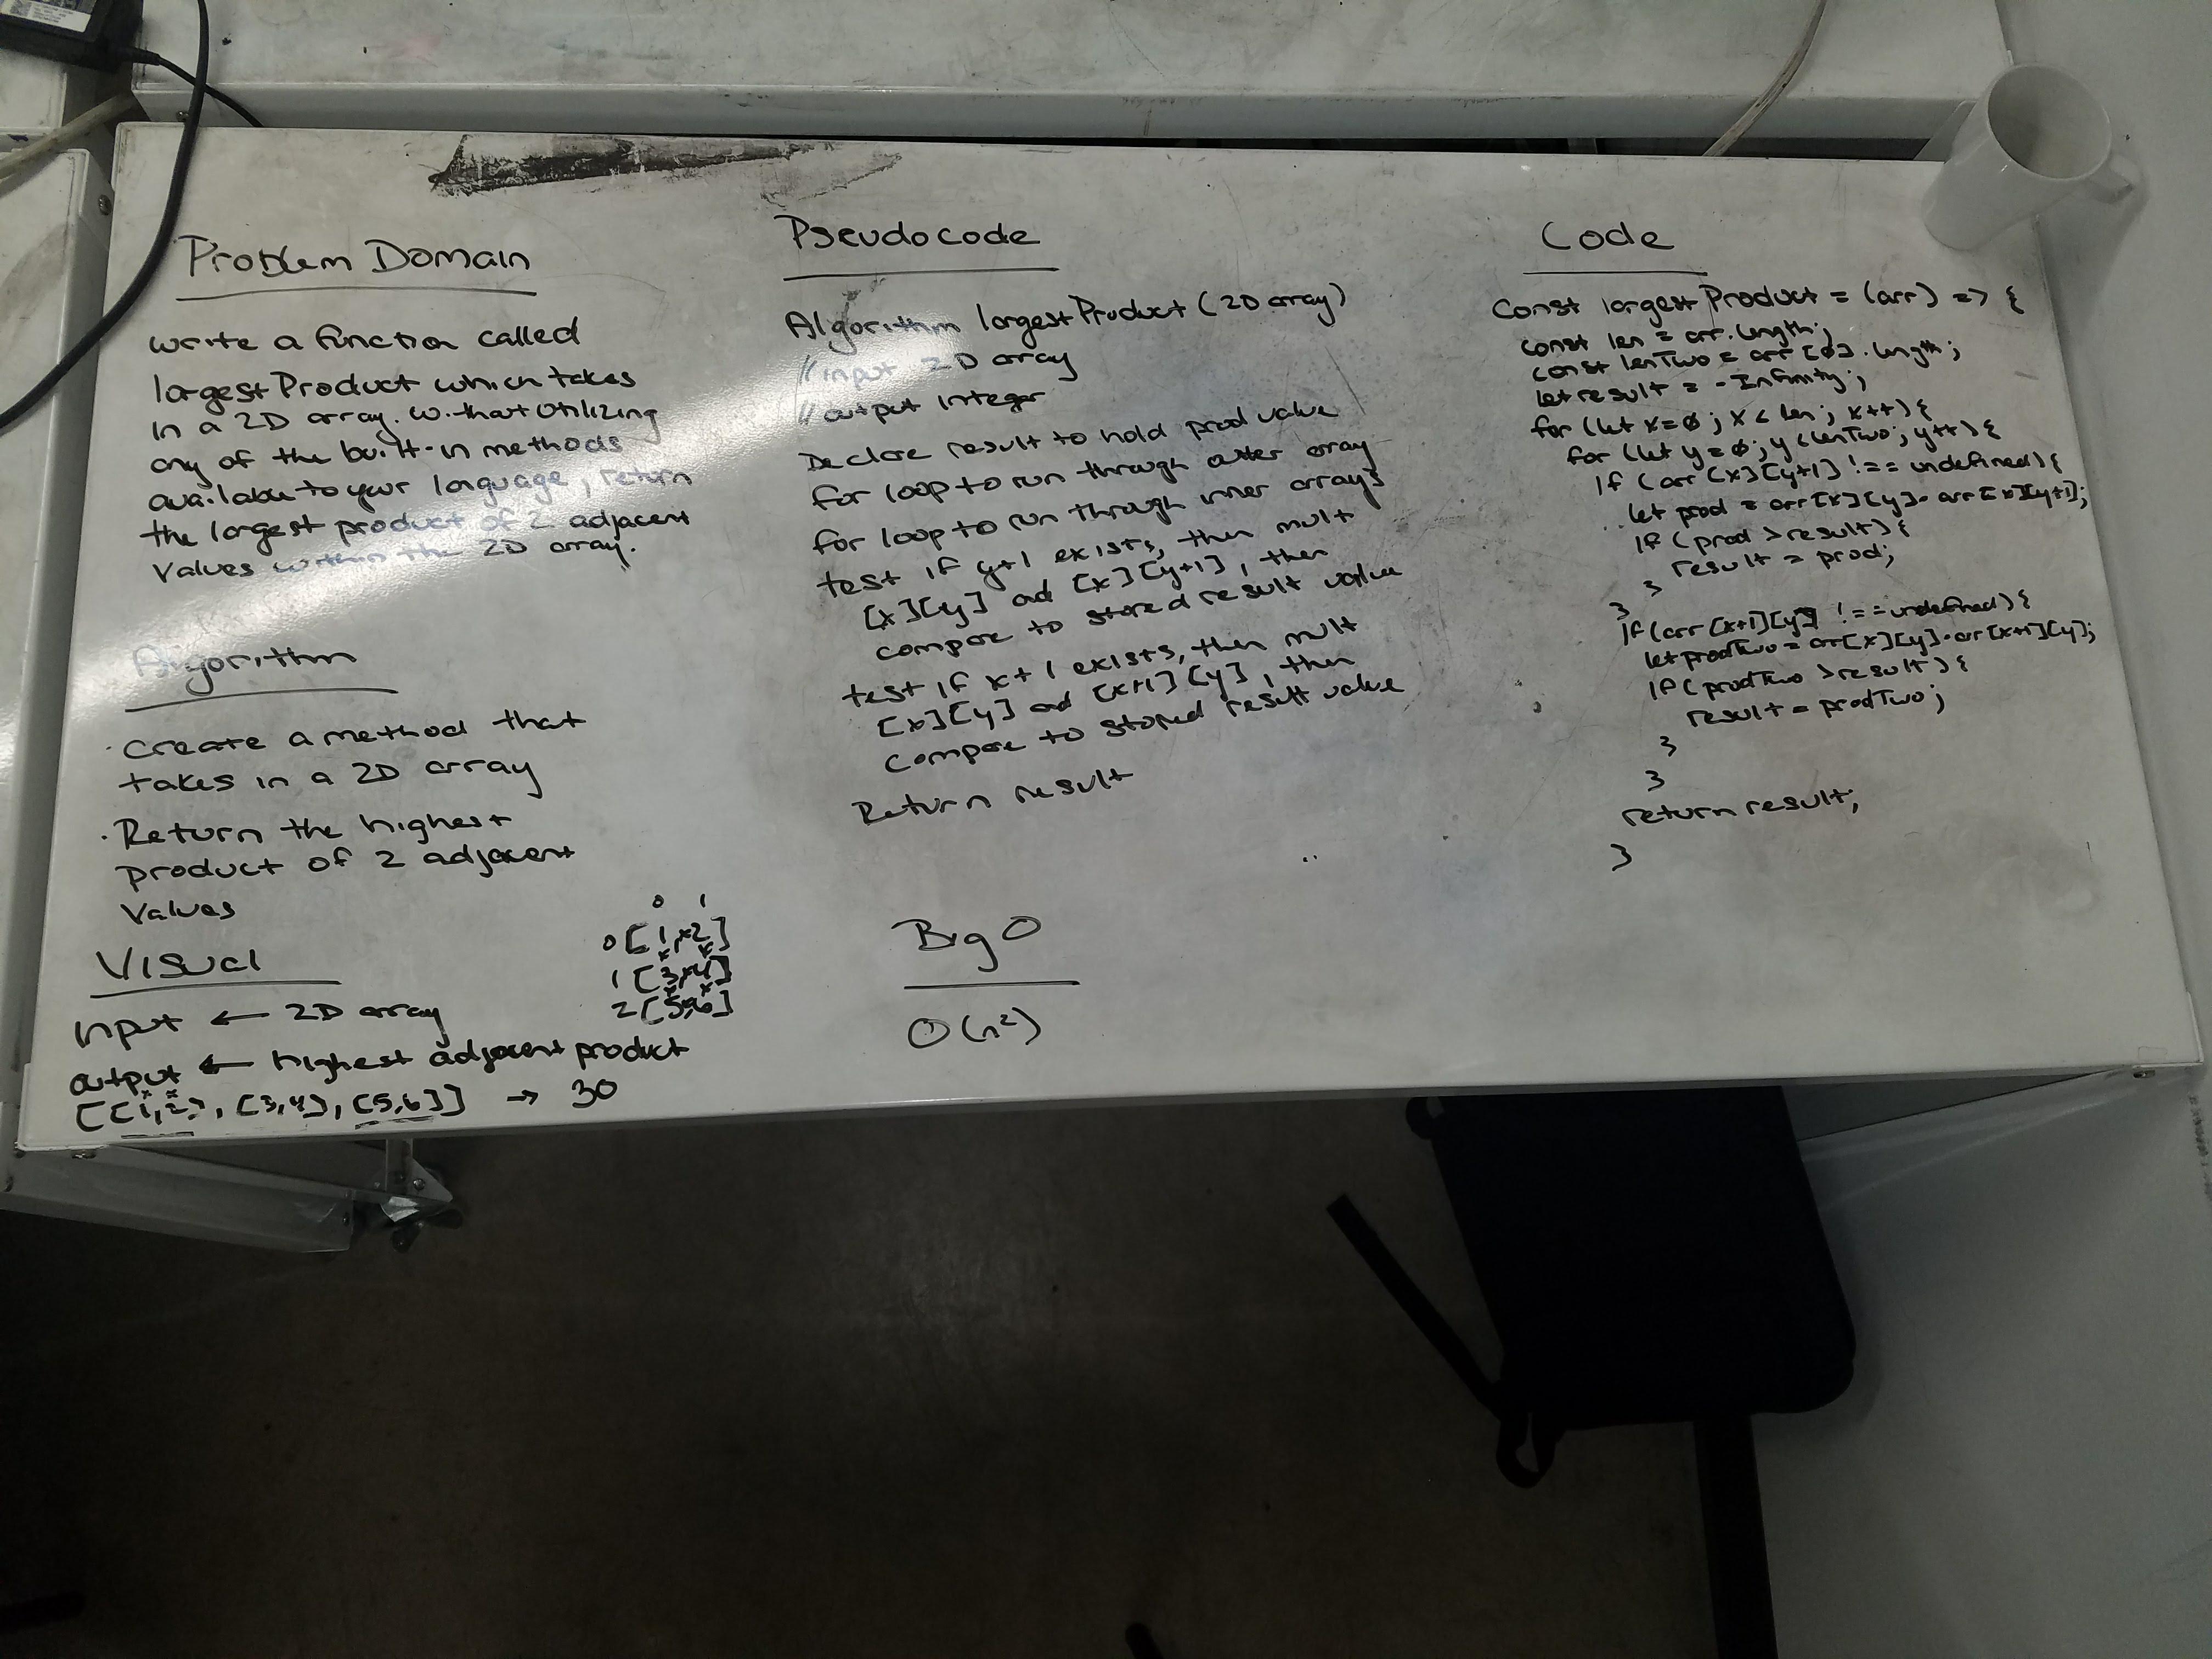 Problem Domain
write a function called
largestProduct which takes
in a 2D array. without utilizing
any of the built-in methods
available to your language, return
the largest product of 2 adjacent
values within the 2D array.
Algorithm
· Create a method that
takes in a 2D array
· Return the highest
product of 2 adjacent
values
Visual
Input ← 2D array
output ← highest adjacent product
[[1,2], [3,4], [5,6]] → 30
0 1
0 [1,2]
1 [3,4]
2 [5,6]
Pseudocode
Algorithm largestProduct (2D array)
// input 2D array
// output integer
Declare result to hold prod value
for loop to run through outer array
for loop to run through inner arrays
test if y+1 exists, then mult
[x][y] and [x][y+1], then
compare to stored result value
test if x+1 exists, then mult
[x][y] and [x+1][y], then
compare to stored result value
Return result
Big O
O(n²)
Code
Const largestProduct = (arr) => {
const len = arr.length;
const lenTwo = arr[0].length;
let result = -Infinity;
for (let x=0; x < len; x++) {
for (let y=0; y < lenTwo; y++) {
if (arr[x][y+1] !== undefined) {
let prod = arr[x][y] · arr[x][y+1];
if (prod > result) {
result = prod;
}
}
if (arr[x+1][y] !== undefined) {
let prodTwo = arr[x][y] · arr[x+1][y];
if (prodTwo > result) {
result = prodTwo;
}
}
return result;
}